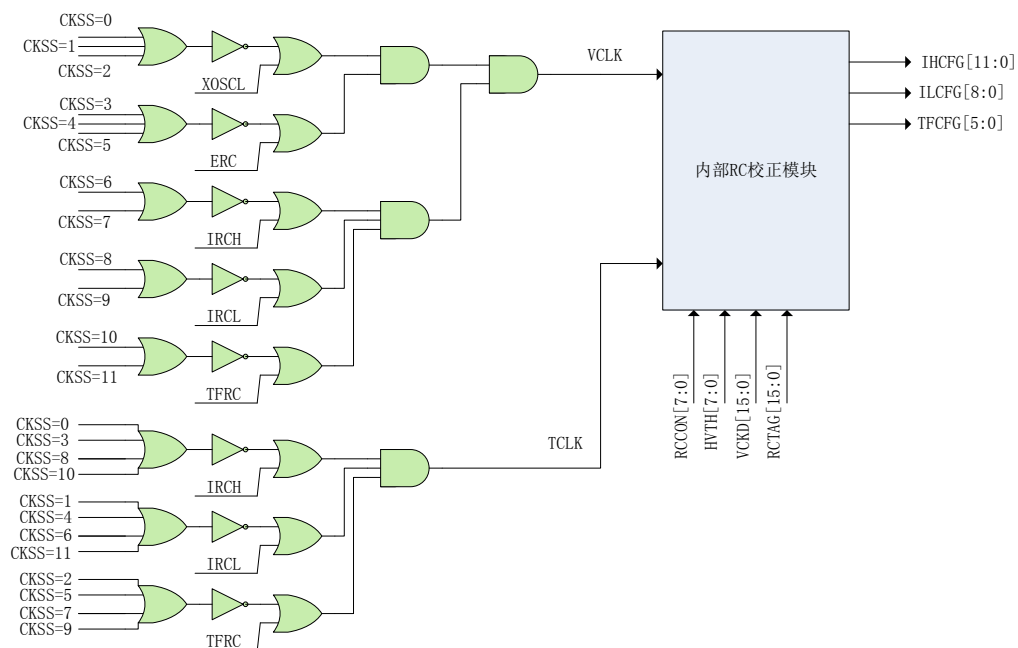 CKSS=0
CKSS=1
CKSS=2
XOSCL
CKSS=3
CKSS=4
CKSS=5
ERC
CKSS=6
CKSS=7
IRCH
CKSS=8
CKSS=9
IRCL
CKSS=10
CKSS=11
TFRC
VCLK
内部RC校正模块
IHCFG[11:0]
ILCFG[8:0]
TFCFG[5:0]
RCCON[7:0]
HVTH[7:0]
VCKD[15:0]
RCTAG[15:0]
CKSS=0
CKSS=3
CKSS=8
CKSS=10
IRCH
TCLK
CKSS=1
CKSS=4
CKSS=6
CKSS=11
IRCL
CKSS=2
CKSS=5
CKSS=7
CKSS=9
TFRC